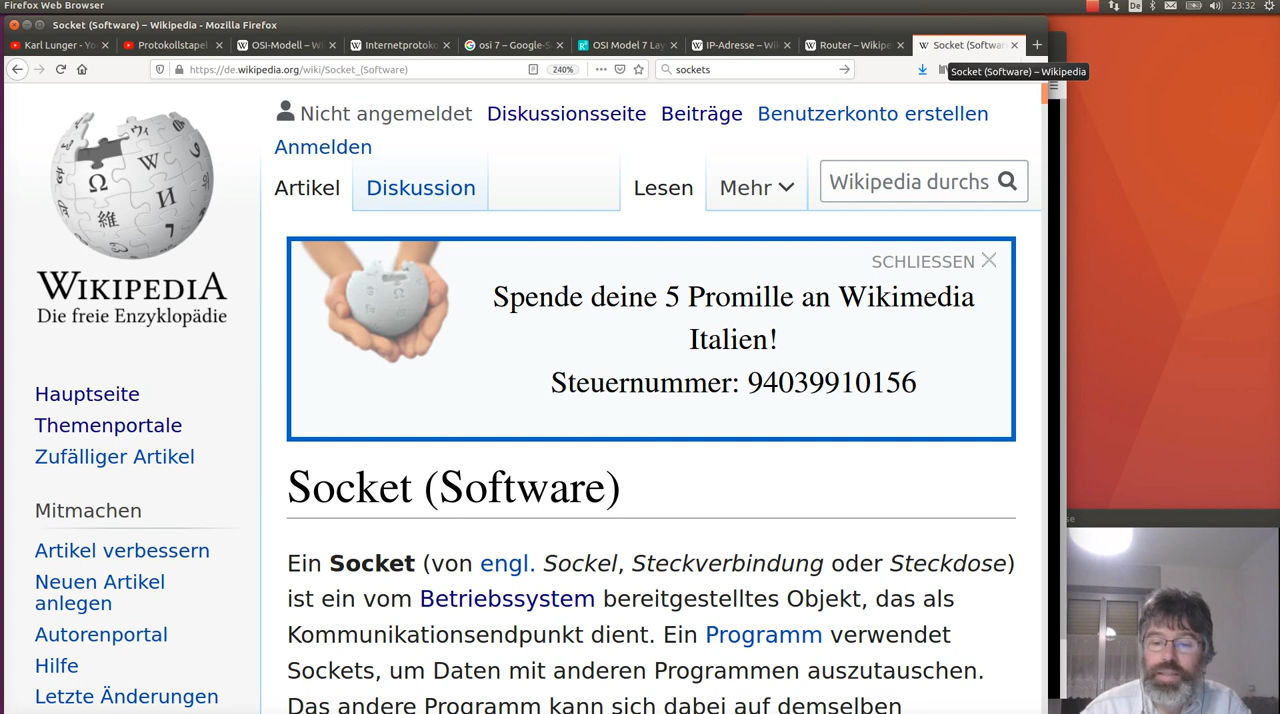 Firefox Web Browser
De
23:32
Socket (Software) – Wikipedia - Mozilla Firefox
Karl Lunger - Yo
Protokollstapel
OSI-Modell – Wi
Internetprotoko
osi 7 – Google-S
OSI Model 7 Lay
IP-Adresse – Wik
Router – Wikipe
Socket (Softwar
https://de.wikipedia.org/wiki/Socket_(Software)
240%
sockets
Socket (Software) – Wikipedia
Nicht angemeldet Diskussionsseite Beiträge Benutzerkonto erstellen
Anmelden
Artikel Diskussion Lesen Mehr Wikipedia durchs
WIKIPEDIA
Die freie Enzyklopädie
SCHLIESSEN
Spende deine 5 Promille an Wikimedia
Italien!
Steuernummer: 94039910156
Hauptseite
Themenportale
Zufälliger Artikel
Mitmachen
Artikel verbessern
Neuen Artikel
anlegen
Autorenportal
Hilfe
Letzte Änderungen
Socket (Software)
Ein Socket (von engl. Sockel, Steckverbindung oder Steckdose)
ist ein vom Betriebssystem bereitgestelltes Objekt, das als
Kommunikationsendpunkt dient. Ein Programm verwendet
Sockets, um Daten mit anderen Programmen auszutauschen.
Das andere Programm kann sich dabei auf demselben